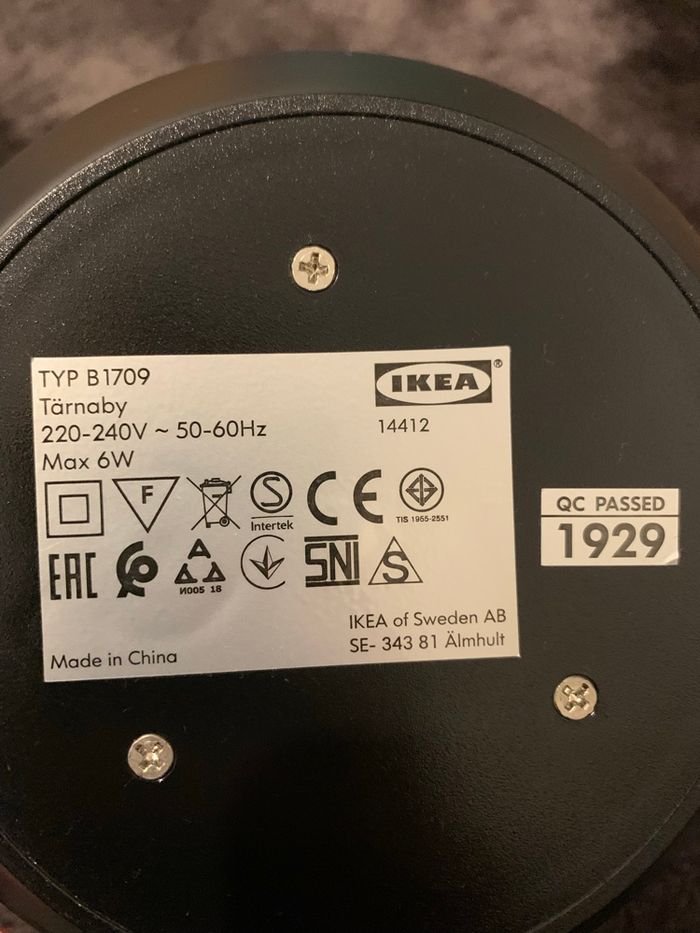 TYP B1709
Tärnaby
220-240V ~ 50-60Hz
Max 6W
IKEA®
14412
F
S
Intertek
CE
TIS 1955-2551
EAC
A
И005 18
SNI
S
Made in China
IKEA of Sweden AB
SE- 343 81 Älmhult
QC PASSED
1929